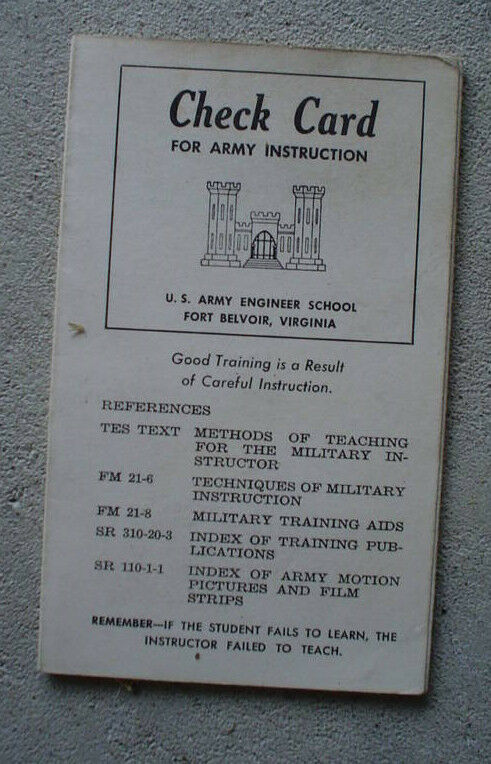 Check Card
FOR ARMY INSTRUCTION
U. S. ARMY ENGINEER SCHOOL
FORT BELVOIR, VIRGINIA
Good Training is a Result
of Careful Instruction.
REFERENCES
TES TEXT METHODS OF TEACHING
FOR THE MILITARY IN-
STRUCTOR
FM 21-6 TECHNIQUES OF MILITARY
INSTRUCTION
FM 21-8 MILITARY TRAINING AIDS
SR 310-20-3 INDEX OF TRAINING PUB-
LICATIONS
SR 110-1-1 INDEX OF ARMY MOTION
PICTURES AND FILM
STRIPS
REMEMBER—IF THE STUDENT FAILS TO LEARN, THE
INSTRUCTOR FAILED TO TEACH.